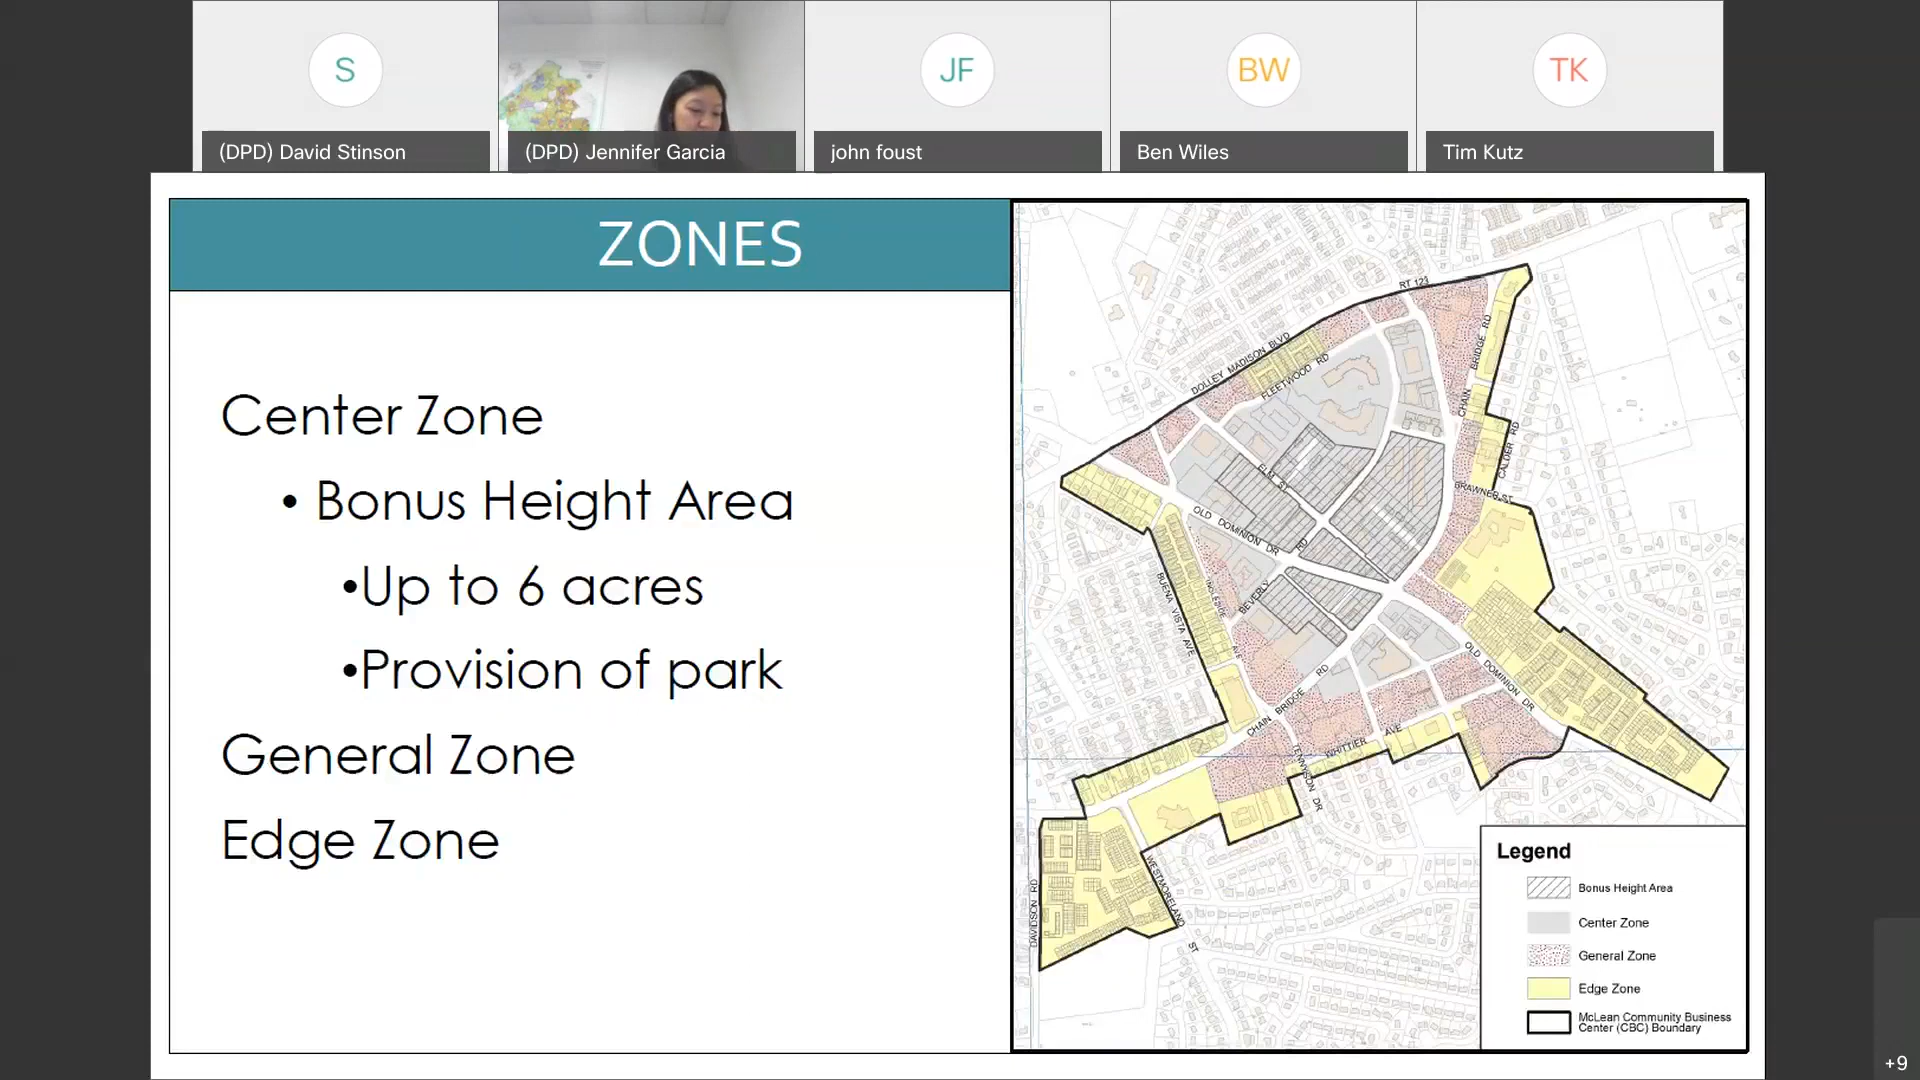 S
JF
BW
TK
(DPD) David Stinson
(DPD) Jennifer Garcia
john foust
Ben Wiles
Tim Kutz
ZONES
Center Zone
• Bonus Height Area
•Up to 6 acres
•Provision of park
General Zone
Edge Zone
RT 123
DOLLEY MADISON BLVD
FLEETWOOD RD
CHAIN BRIDGE RD
CALDER RD
BRAWNER ST
ELM ST
OLD DOMINION DR
BEVERLY RD
INGLESIDE AVE
BUENA VISTA AVE
OLD DOMINION DR
CHAIN BRIDGE RD
WHITTIER AVE
TENNYSON DR
WESTMORELAND ST
DAVIDSON RD
Legend
Bonus Height Area
Center Zone
General Zone
Edge Zone
McLean Community Business
Center (CBC) Boundary
+9